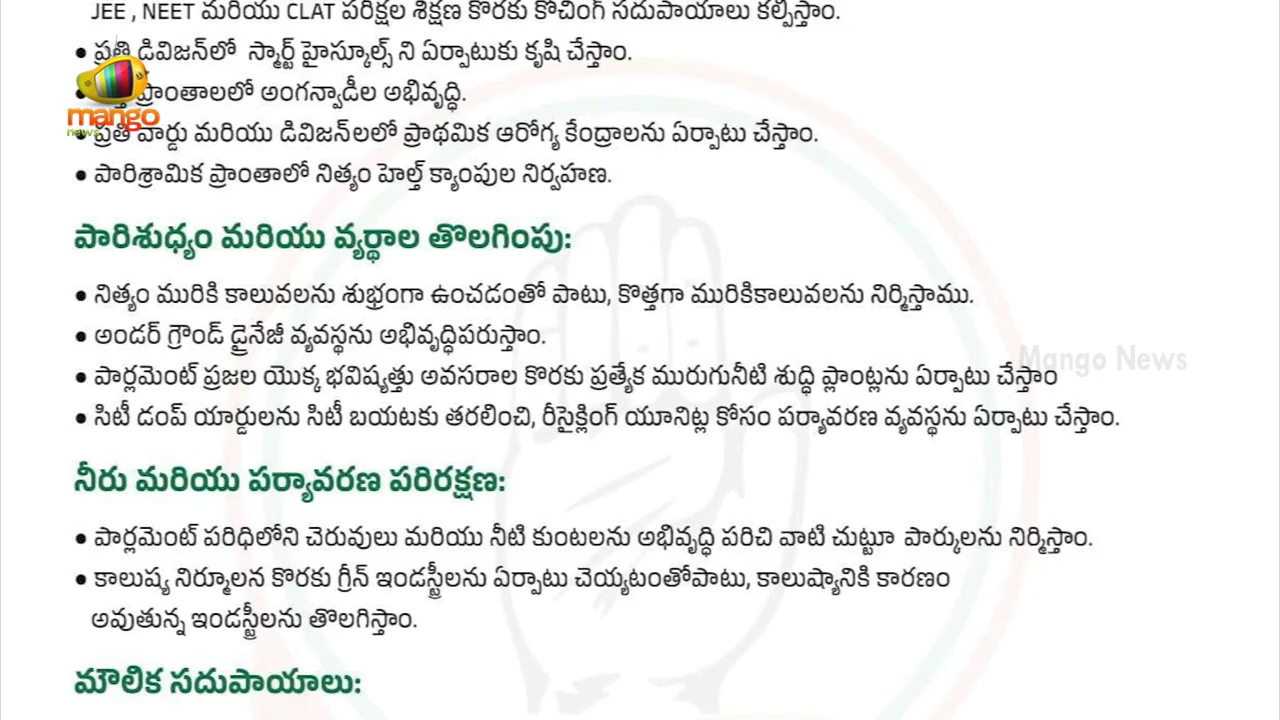 JEE , NEET మరియు CLAT పరీక్షల శిక్షణ కొరకు కోచింగ్ సదుపాయాలు కల్పిస్తాం.
• ప్రతి డివిజన్‌లో స్మార్ట్ హైస్కూల్స్ ని ఏర్పాటుకు కృషి చేస్తాం.
• ప్రాంతాలలో అంగన్వాడీల అభివృద్ధి.
mango
news
• ప్రతి వార్డు మరియు డివిజన్‌లలో ప్రాథమిక ఆరోగ్య కేంద్రాలను ఏర్పాటు చేస్తాం.
• పారిశ్రామిక ప్రాంతాలో నిత్యం హెల్త్ క్యాంపుల నిర్వహణ.
పారిశుధ్యం మరియు వ్యర్థాల తొలగింపు:
• నిత్యం మురికి కాలువలను శుభ్రంగా ఉంచడంతో పాటు, కొత్తగా మురికికాలువలను నిర్మిస్తాము.
• అండర్ గ్రౌండ్ డ్రైనేజీ వ్యవస్థను అభివృద్ధిపరుస్తాం.
Mango News
• పార్లమెంట్ ప్రజల యొక్క భవిష్యత్తు అవసరాల కొరకు ప్రత్యేక మురుగునీటి శుద్ధి ప్లాంట్లను ఏర్పాటు చేస్తాం
• సిటీ డంప్ యార్డులను సిటీ బయటకు తరలించి, రీసైక్లింగ్ యూనిట్ల కోసం పర్యావరణ వ్యవస్థను ఏర్పాటు చేస్తాం.
నీరు మరియు పర్యావరణ పరిరక్షణ:
• పార్లమెంట్ పరిధిలోని చెరువులు మరియు నీటి కుంటలను అభివృద్ధి పరిచి వాటి చుట్టూ పార్కులను నిర్మిస్తాం.
• కాలుష్య నిర్మూలన కొరకు గ్రీన్ ఇండస్ట్రీలను ఏర్పాటు చెయ్యటంతోపాటు, కాలుష్యానికి కారణం
అవుతున్న ఇండస్ట్రీలను తొలగిస్తాం.
మౌలిక సదుపాయాలు: